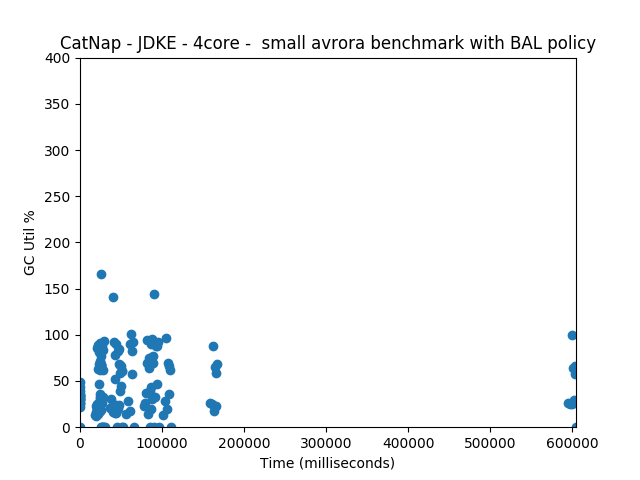 CatNap - JDKE - 4core -  small avrora benchmark with BAL policy
400
350
300
250
200
150
100
50
0
GC Util %
0 100000 200000 300000 400000 500000 600000
Time (milliseconds)